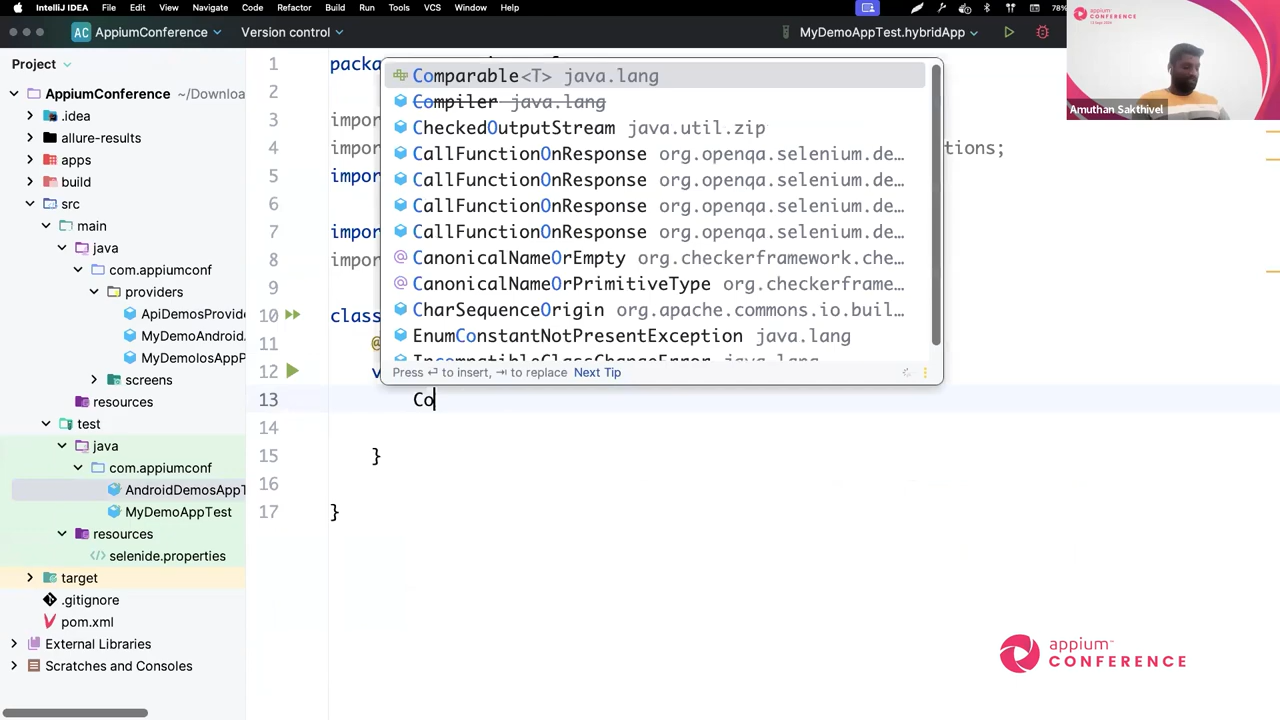 IntelliJ IDEA File Edit View Navigate Code Refactor Build Run Tools VCS Window Help 78%
AC AppiumConference Version control MyDemoAppTest.hybridApp
appium CONFERENCE
Amuthan Sakthivel
Project
AppiumConference ~/Downloa
.idea
allure-results
apps
build
src
main
java
com.appiumconf
providers
ApiDemosProvide
MyDemoAndroid
MyDemoIosAppP
screens
resources
test
java
com.appiumconf
AndroidDemosAppT
MyDemoAppTest
resources
selenide.properties
target
.gitignore
pom.xml
External Libraries
Scratches and Consoles
1 packa
2
3 impor
4 impor tions;
5 impor
6
7 impor
8 impor
9
10 class
11 @
12 v
13 Co
14
15 }
16
17 }
Comparable<T> java.lang
Compiler java.lang
CheckedOutputStream java.util.zip
CallFunctionOnResponse org.openqa.selenium.de…
CallFunctionOnResponse org.openqa.selenium.de…
CallFunctionOnResponse org.openqa.selenium.de…
CallFunctionOnResponse org.openqa.selenium.de…
CanonicalNameOrEmpty org.checkerframework.che…
CanonicalNameOrPrimitiveType org.checkerframe…
CharSequenceOrigin org.apache.commons.io.buil…
EnumConstantNotPresentException java.lang
IncompatibleClassChangeError java.lang
Press ⏎ to insert, ⇥ to replace Next Tip
appium™
CONFERENCE